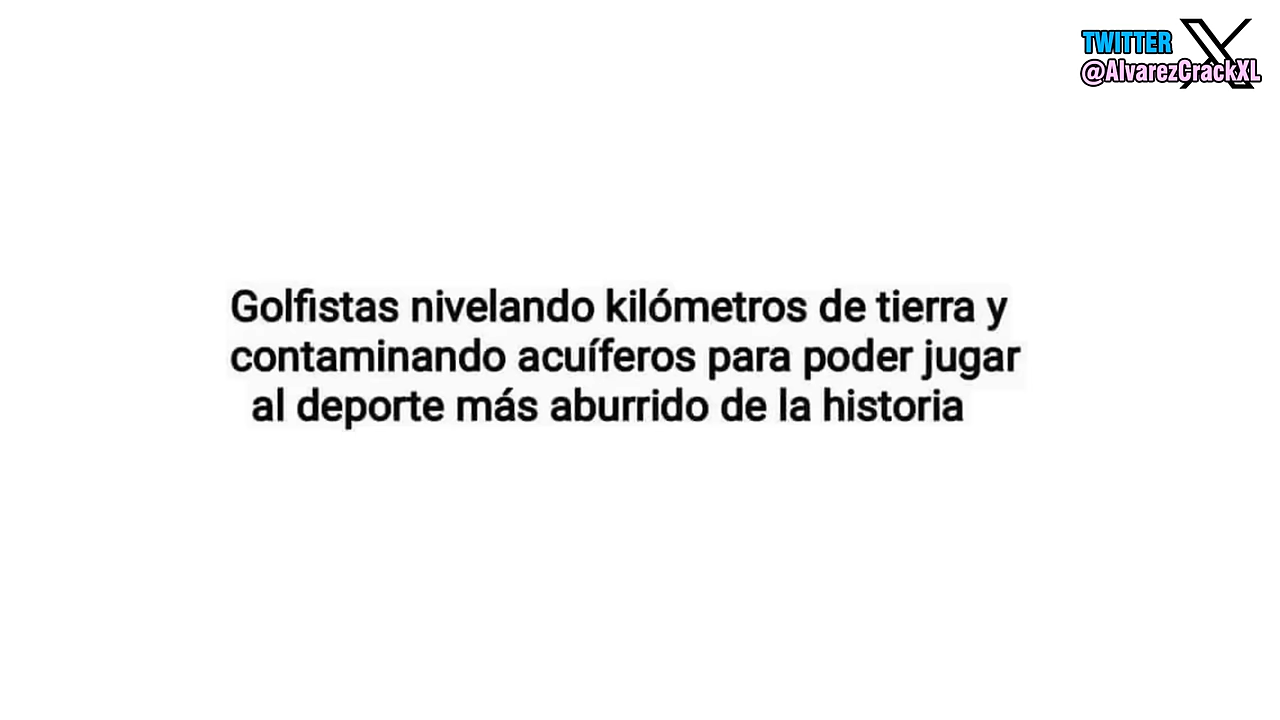 TWITTER
@AlvarezCrackXL
Golfistas nivelando kilómetros de tierra y
contaminando acuíferos para poder jugar
al deporte más aburrido de la historia